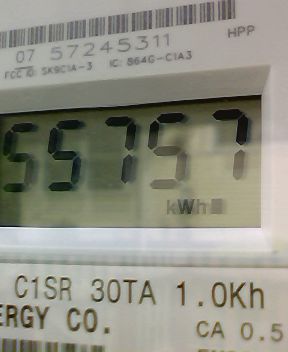 07 57245311
HPP
FCC ID: SK9C1A-3 IC: 864G-C1A3
55757
kWh
C1SR 30TA 1.0Kh
ERGY CO.
CA 0.5